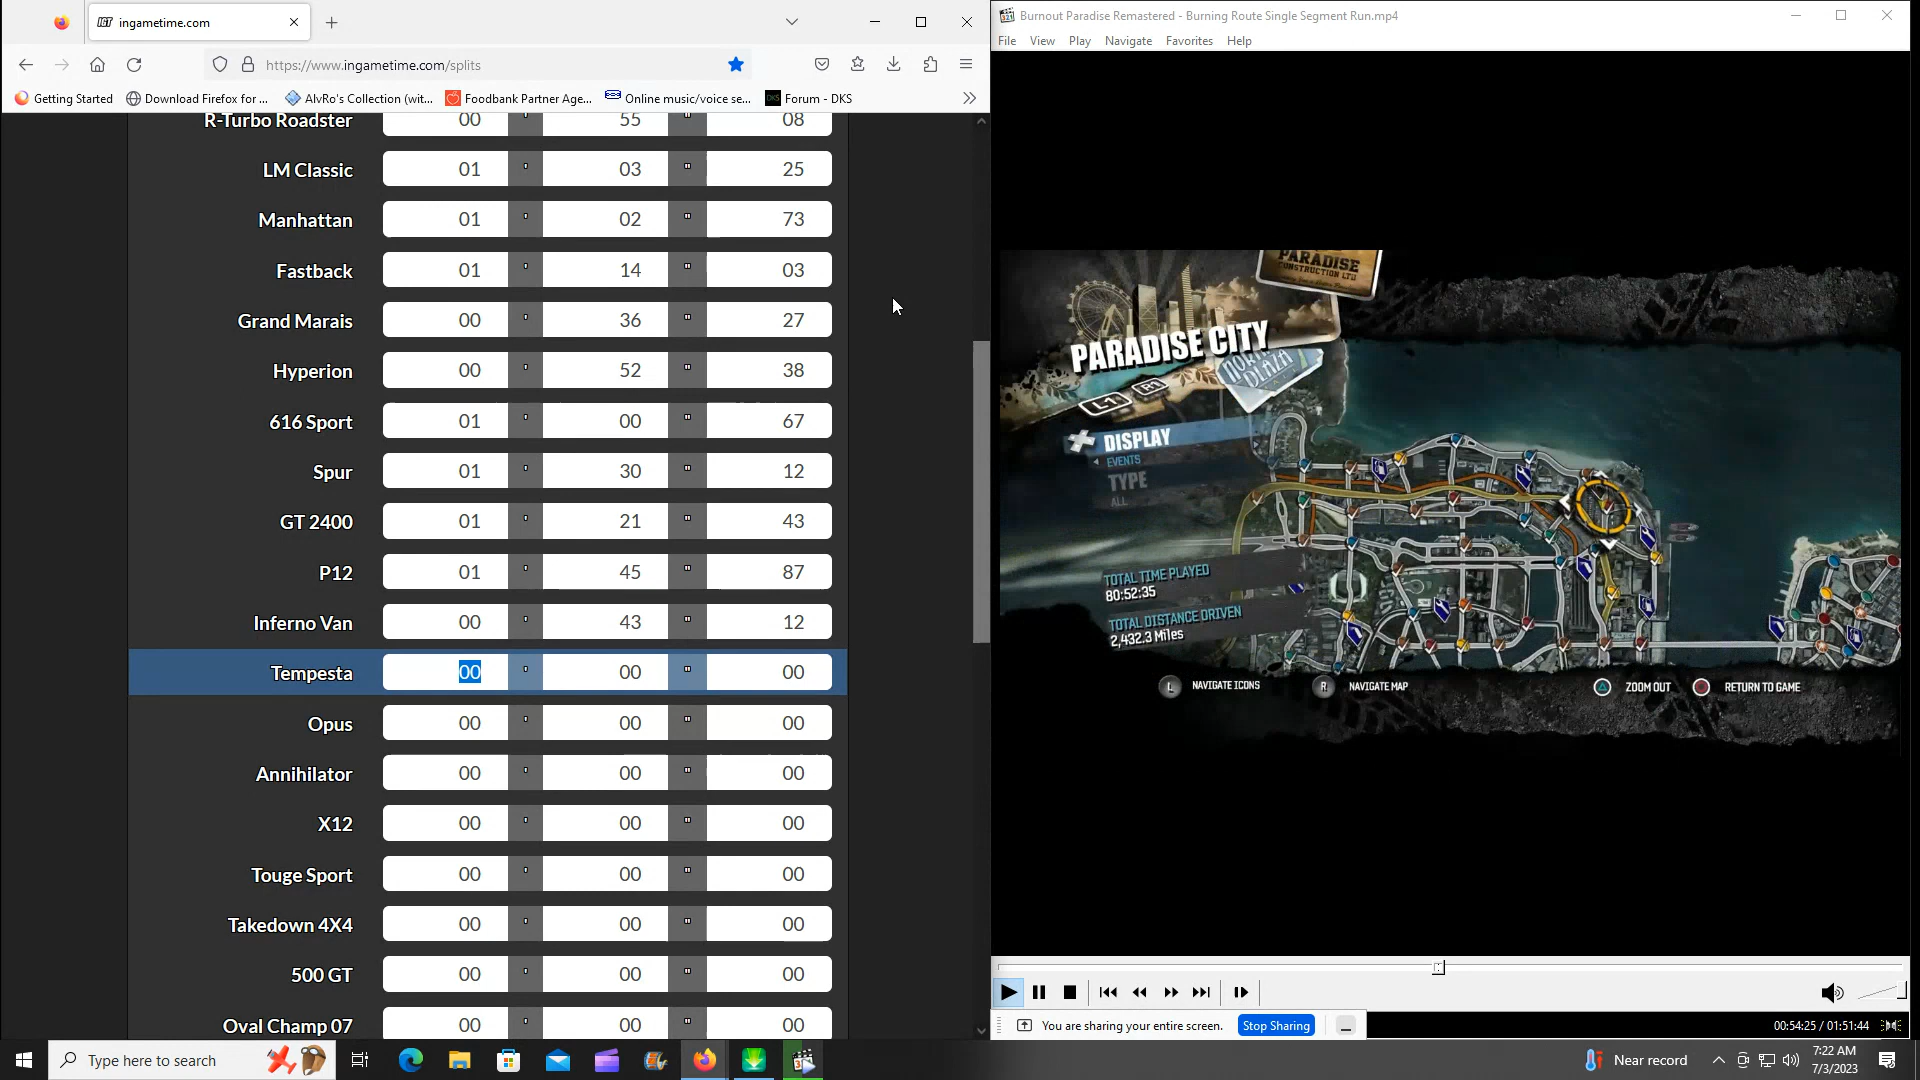 ingametime.com
https://www.ingametime.com/splits
Getting Started
Download Firefox for ...
AlvRo's Collection (wit...
Foodbank Partner Age...
Online music/voice se...
DKS
Forum - DKS
R-Turbo Roadster 00 ' 55 " 08
LM Classic 01 ' 03 " 25
Manhattan 01 ' 02 " 73
Fastback 01 ' 14 " 03
Grand Marais 00 ' 36 " 27
Hyperion 00 ' 52 " 38
616 Sport 01 ' 00 " 67
Spur 01 ' 30 " 12
GT 2400 01 ' 21 " 43
P12 01 ' 45 " 87
Inferno Van 00 ' 43 " 12
Tempesta 00 ' 00 " 00
Opus 00 ' 00 " 00
Annihilator 00 ' 00 " 00
X12 00 ' 00 " 00
Touge Sport 00 ' 00 " 00
Takedown 4X4 00 ' 00 " 00
500 GT 00 ' 00 " 00
Oval Champ 07 00 ' 00 " 00
Burnout Paradise Remastered - Burning Route Single Segment Run.mp4
File View Play Navigate Favorites Help
PARADISE
CONSTRUCTION LTD
PARADISE CITY
PLAZA
L1 R1
DISPLAY
EVENTS
TYPE
ALL
TOTAL TIME PLAYED
80:52:35
TOTAL DISTANCE DRIVEN
2,432.3 Miles
L NAVIGATE ICONS R NAVIGATE MAP ZOOM OUT RETURN TO GAME
You are sharing your entire screen. Stop Sharing
00:54:25 / 01:51:44
Type here to search
Near record
7:22 AM
7/3/2023